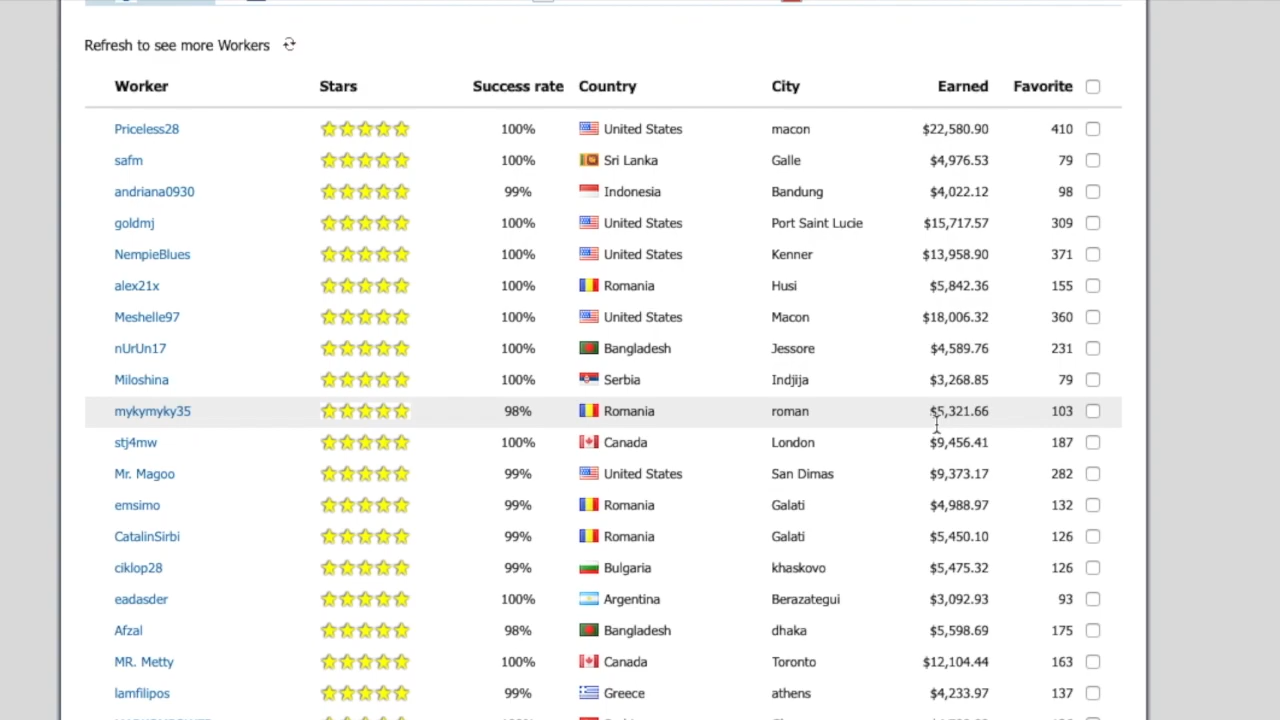 Refresh to see more Workers
Worker Stars Success rate Country City Earned Favorite
Priceless28 100% United States macon $22,580.90 410
safm 100% Sri Lanka Galle $4,976.53 79
andriana0930 99% Indonesia Bandung $4,022.12 98
goldmj 100% United States Port Saint Lucie $15,717.57 309
NempieBlues 100% United States Kenner $13,958.90 371
alex21x 100% Romania Husi $5,842.36 155
Meshelle97 100% United States Macon $18,006.32 360
nUrUn17 100% Bangladesh Jessore $4,589.76 231
Miloshina 100% Serbia Indjija $3,268.85 79
mykymyky35 98% Romania roman $5,321.66 103
stj4mw 100% Canada London $9,456.41 187
Mr. Magoo 99% United States San Dimas $9,373.17 282
emsimo 99% Romania Galati $4,988.97 132
CatalinSirbi 99% Romania Galati $5,450.10 126
ciklop28 99% Bulgaria khaskovo $5,475.32 126
eadasder 100% Argentina Berazategui $3,092.93 93
Afzal 98% Bangladesh dhaka $5,598.69 175
MR. Metty 100% Canada Toronto $12,104.44 163
lamfilipos 99% Greece athens $4,233.97 137